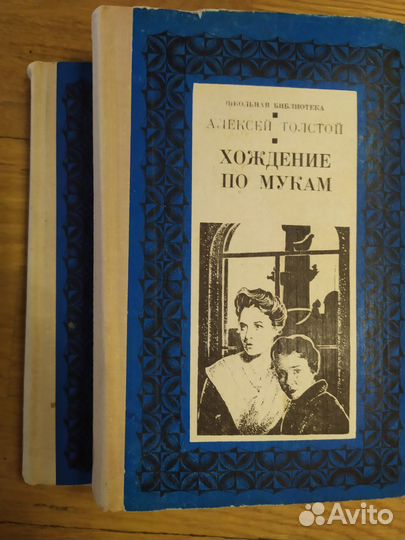 ШКОЛЬНАЯ БИБЛИОТЕКА
АЛЕКСЕЙ ТОЛСТОЙ
ХОЖДЕНИЕ
ПО МУКАМ
Avito